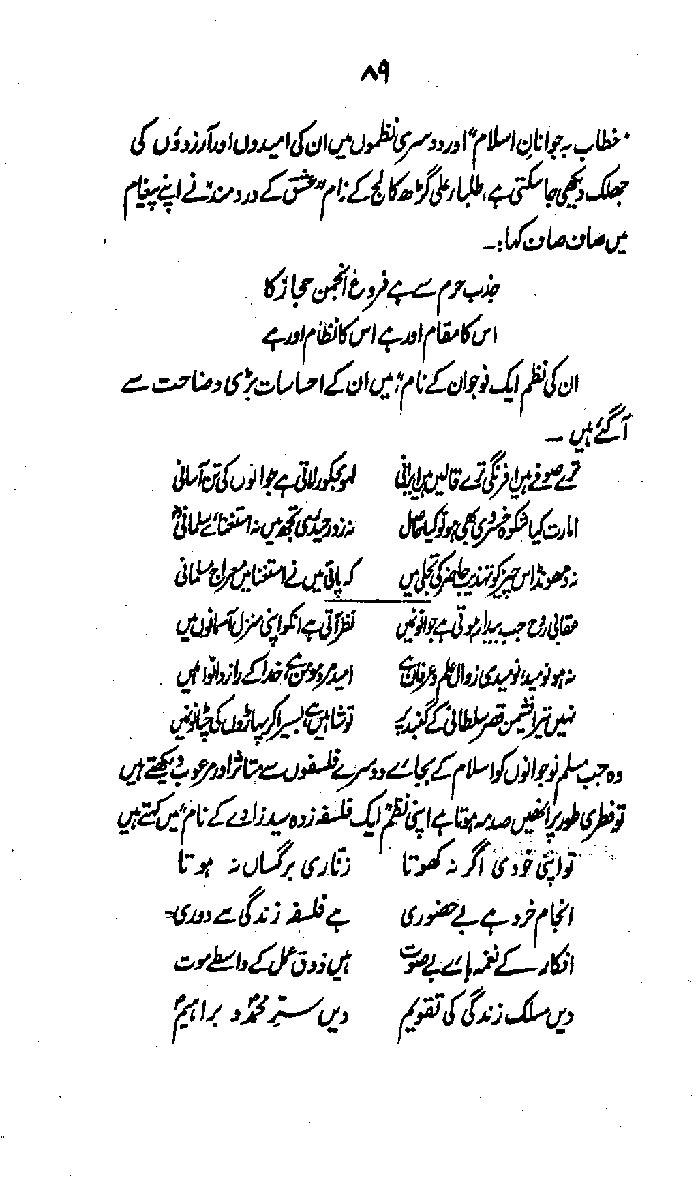 ۸۹
"خطاب بہ جوانانِ اسلام" اور دوسری نظموں میں ان کی امیدوں اور آرزوؤں کی
جھلک دیکھی جا سکتی ہے، طلباء علی گڑھ کالج کے نام "عشق کے درد مند" نے اپنے پیغام
میں صاف صاف کہا:۔
جذب حرم سے ہے فروغ انجمن حجاز کا
اس کا مقام اور ہے اس کا نظام اور ہے
ان کی نظم ایک نوجوان کے نام" میں ان کے احساسات بڑی وضاحت سے
آگئے ہیں۔
ترے صوفے ہیں افرنگی ترے قالیں ہیں ایرانی لہو مجھکو رلاتی ہے جوانوں کی تن آسانی
امارت کیا شکوہ خسروی بھی ہو تو کیا حاصل نہ زور حیدری تجھ میں نہ استغنائے سلمانیؓ
نہ ڈھونڈ اس چیز کو تہذیب حاضر کی تجلی میں کہ پائی میں نے استغنا میں معراج سلمانی
عقابی روح جب بیدار ہوتی ہے جوانوں میں نظر آتی ہے انکو اپنی منزل آسمانوں میں
نہ ہو نومید، نومیدی زوال علم و عرفاں ہے امید مرد مومن ہے خدا کے راز دانوں میں
نہیں تیرا نشیمن قصر سلطانی کے گنبد پہ تو شاہیں ہے بسیرا کر پہاڑوں کی چٹانوں میں
وہ جب مسلم نوجوانوں کو اسلام کے بجائے دوسرے فلسفوں سے متاثر اور مرعوب دیکھتے ہیں
تو فطری طور پر انھیں صدمہ ہوتا ہے اپنی نظم "ایک فلسفہ زدہ سید زادے کے نام" میں کہتے ہیں
تو اپنی خودی اگر نہ کھوتا زناری برگساں نہ ہوتا
انجام خرد ہے بے حضوری ہے فلسفہ زندگی سے دوری
افکار کے نغمہ ہائے بے صوت ہیں ذوق عمل کے واسطے موت
دیں مسلک زندگی کی تقویم دیں سرِّ محمدؐ و براہیمؑ